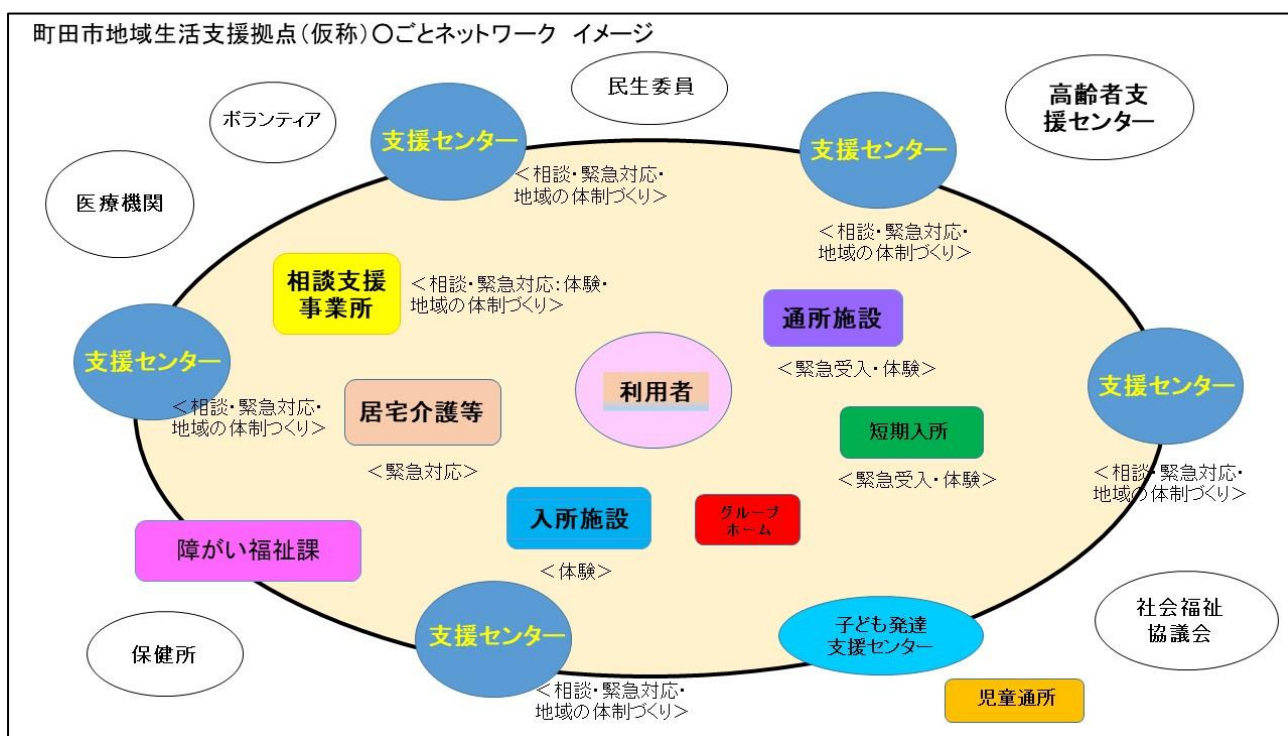 町田市地域生活支援拠点(仮称)〇ごとネットワーク イメージ
民生委員
高齢者支
援センター
ボランティア
支援センター
支援センター
<相談・緊急対応・
地域の体制づくり>
医療機関
<相談・緊急対応・
地域の体制づくり>
相談支援
事業所
<相談・緊急対応:体験・
地域の体制づくり>
通所施設
<緊急受入・体験>
支援センター
<相談・緊急対応・
地域の体制づくり>
利用者
支援センター
<相談・緊急対応・
地域の体制づくり>
居宅介護等
<緊急対応>
短期入所
<緊急受入・体験>
入所施設
<体験>
グループ
ホーム
障がい福祉課
保健所
支援センター
<相談・緊急対応・
地域の体制づくり>
子ども発達
支援センター
社会福祉
協議会
児童通所